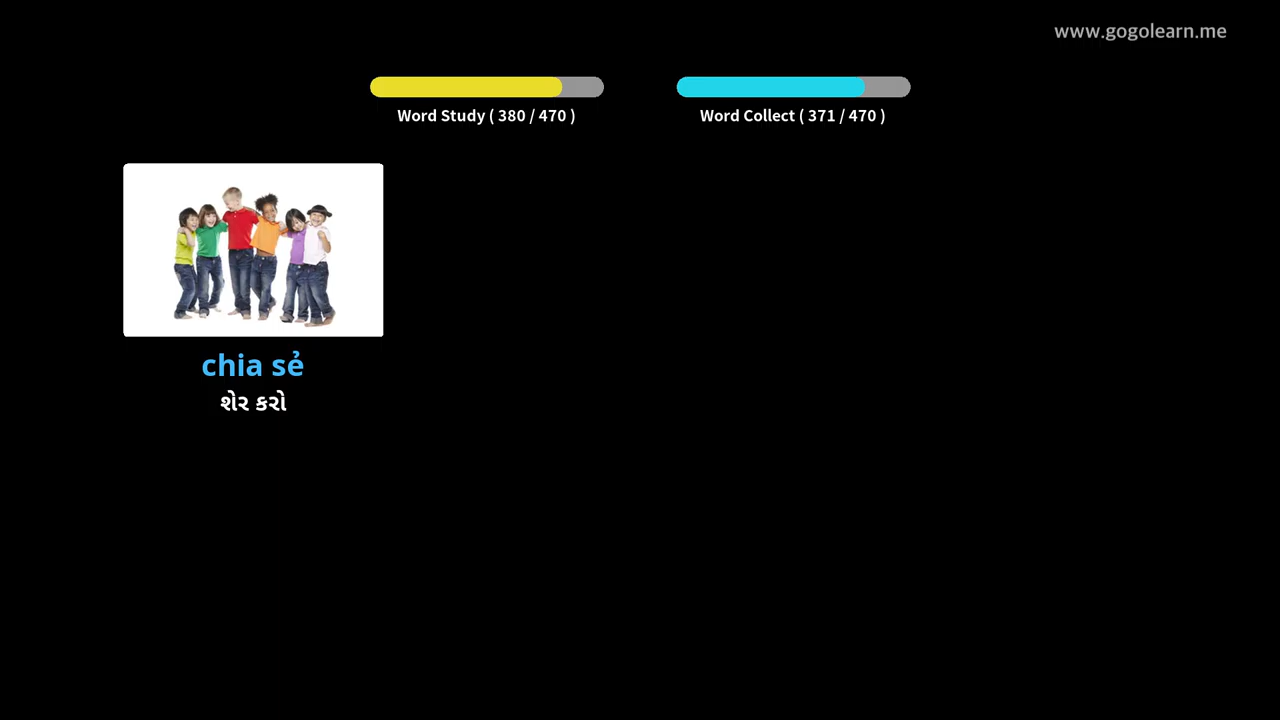 www.gogolearn.me
Word Study ( 380 / 470 )
Word Collect ( 371 / 470 )
chia sẻ
શેર કરો